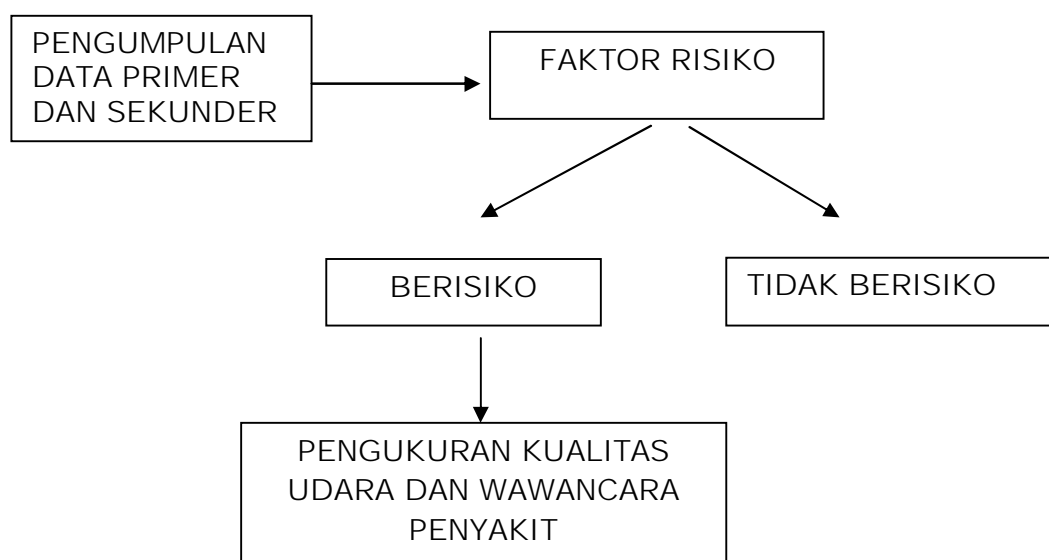 PENGUMPULAN
DATA PRIMER
DAN SEKUNDER
FAKTOR RISIKO
BERISIKO
TIDAK BERISIKO
PENGUKURAN KUALITAS
UDARA DAN WAWANCARA
PENYAKIT